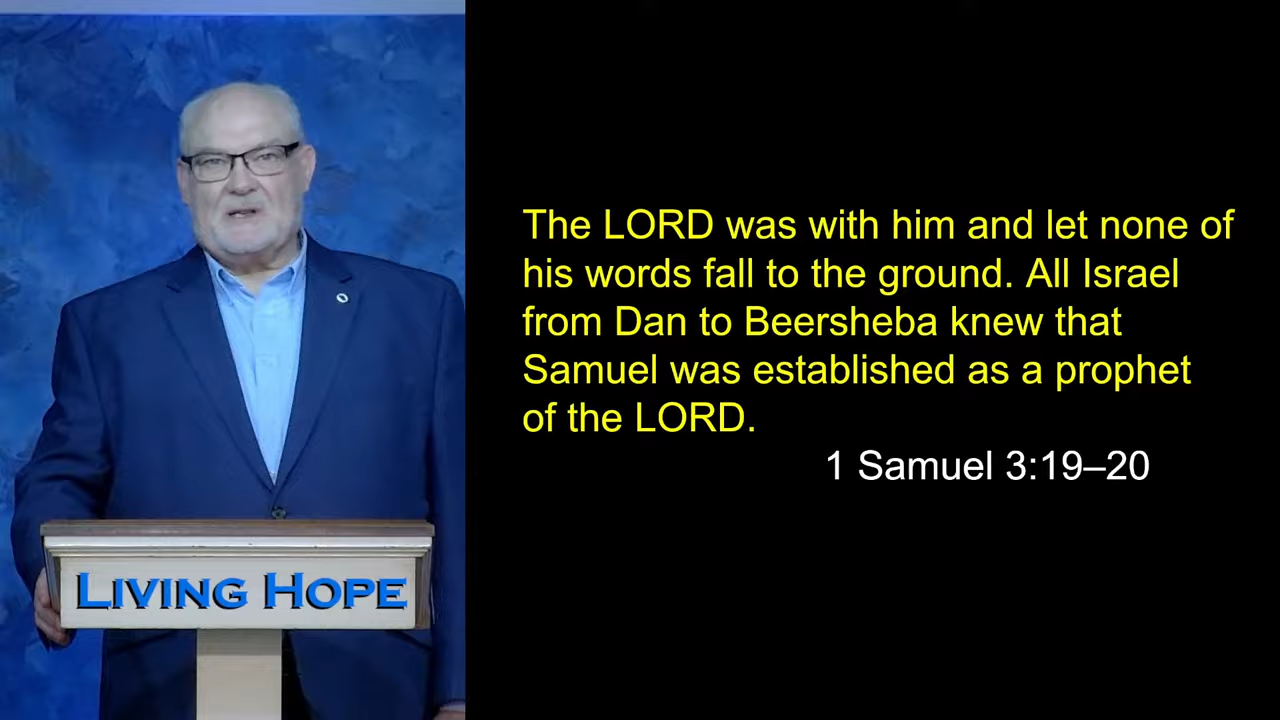 The LORD was with him and let none of
his words fall to the ground. All Israel
from Dan to Beersheba knew that
Samuel was established as a prophet
of the LORD.
1 Samuel 3:19–20
LIVING HOPE